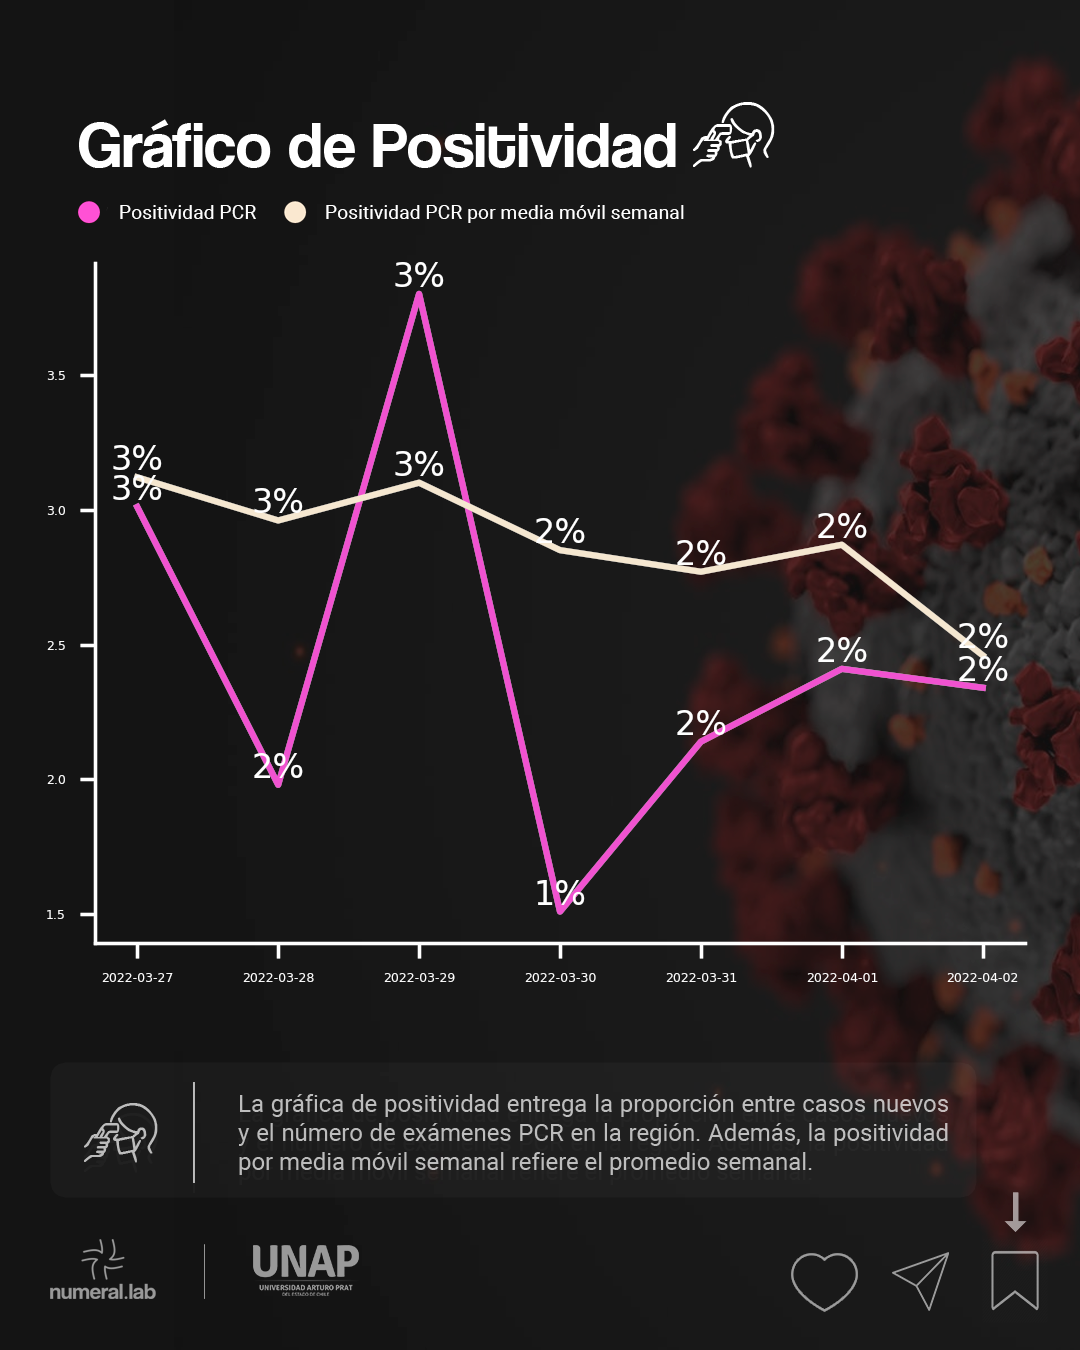 Gráfico de Positividad
Positividad PCR Positividad PCR por media móvil semanal
3%
3.5
3% 3% 3%
3% 3.0
2% 2% 2%
2.5
2% 2% 2% 2%
2% 2.0
1%
1.5
2022-03-27 2022-03-28 2022-03-29 2022-03-30 2022-03-31 2022-04-01 2022-04-02
La gráfica de positividad entrega la proporción entre casos nuevos
y el número de exámenes PCR en la región. Además, la positividad
por media móvil semanal refiere el promedio semanal.
numeral.lab
UNAP
UNIVERSIDAD ARTURO PRAT
DEL ESTADO DE CHILE